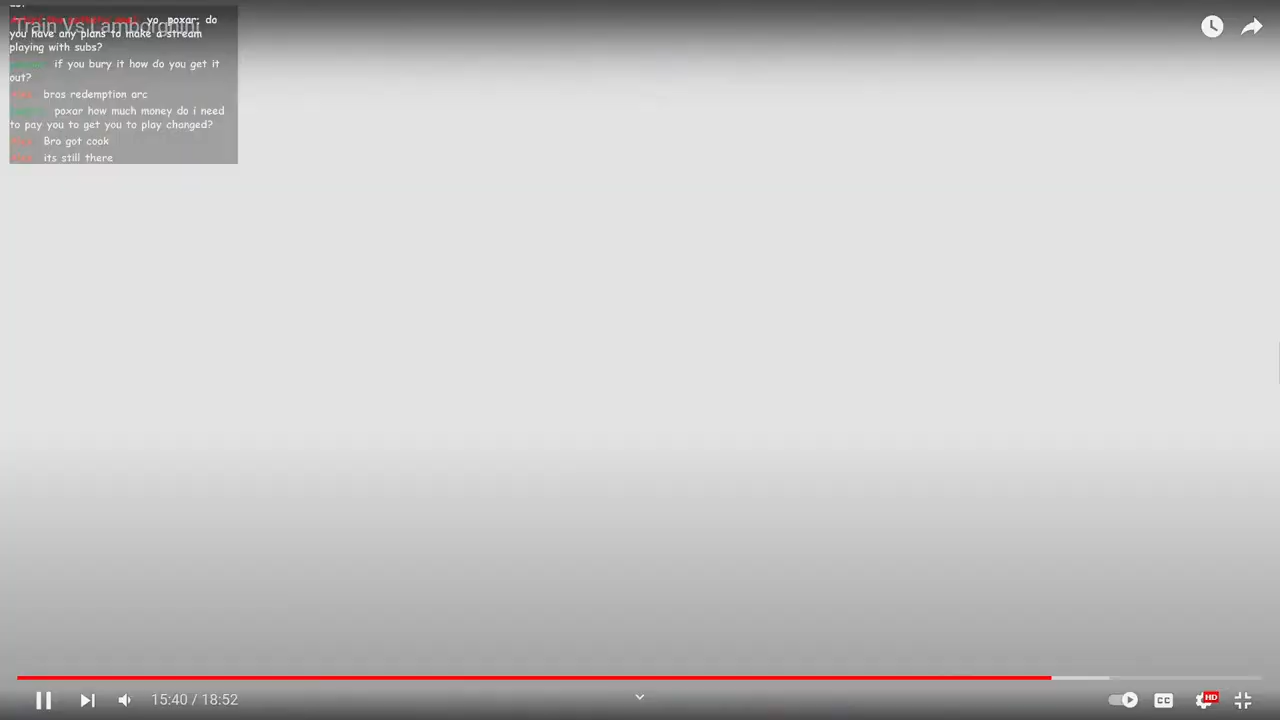 Train Vs Lamborghini
yo, poxar; do
you have any plans to make a stream
playing with subs?
if you bury it how do you get it
out?
bros redemption arc
poxar how much money do i need
to pay you to get you to play changed?
Bro got cook
its still there
15:40 / 18:52
CC
HD